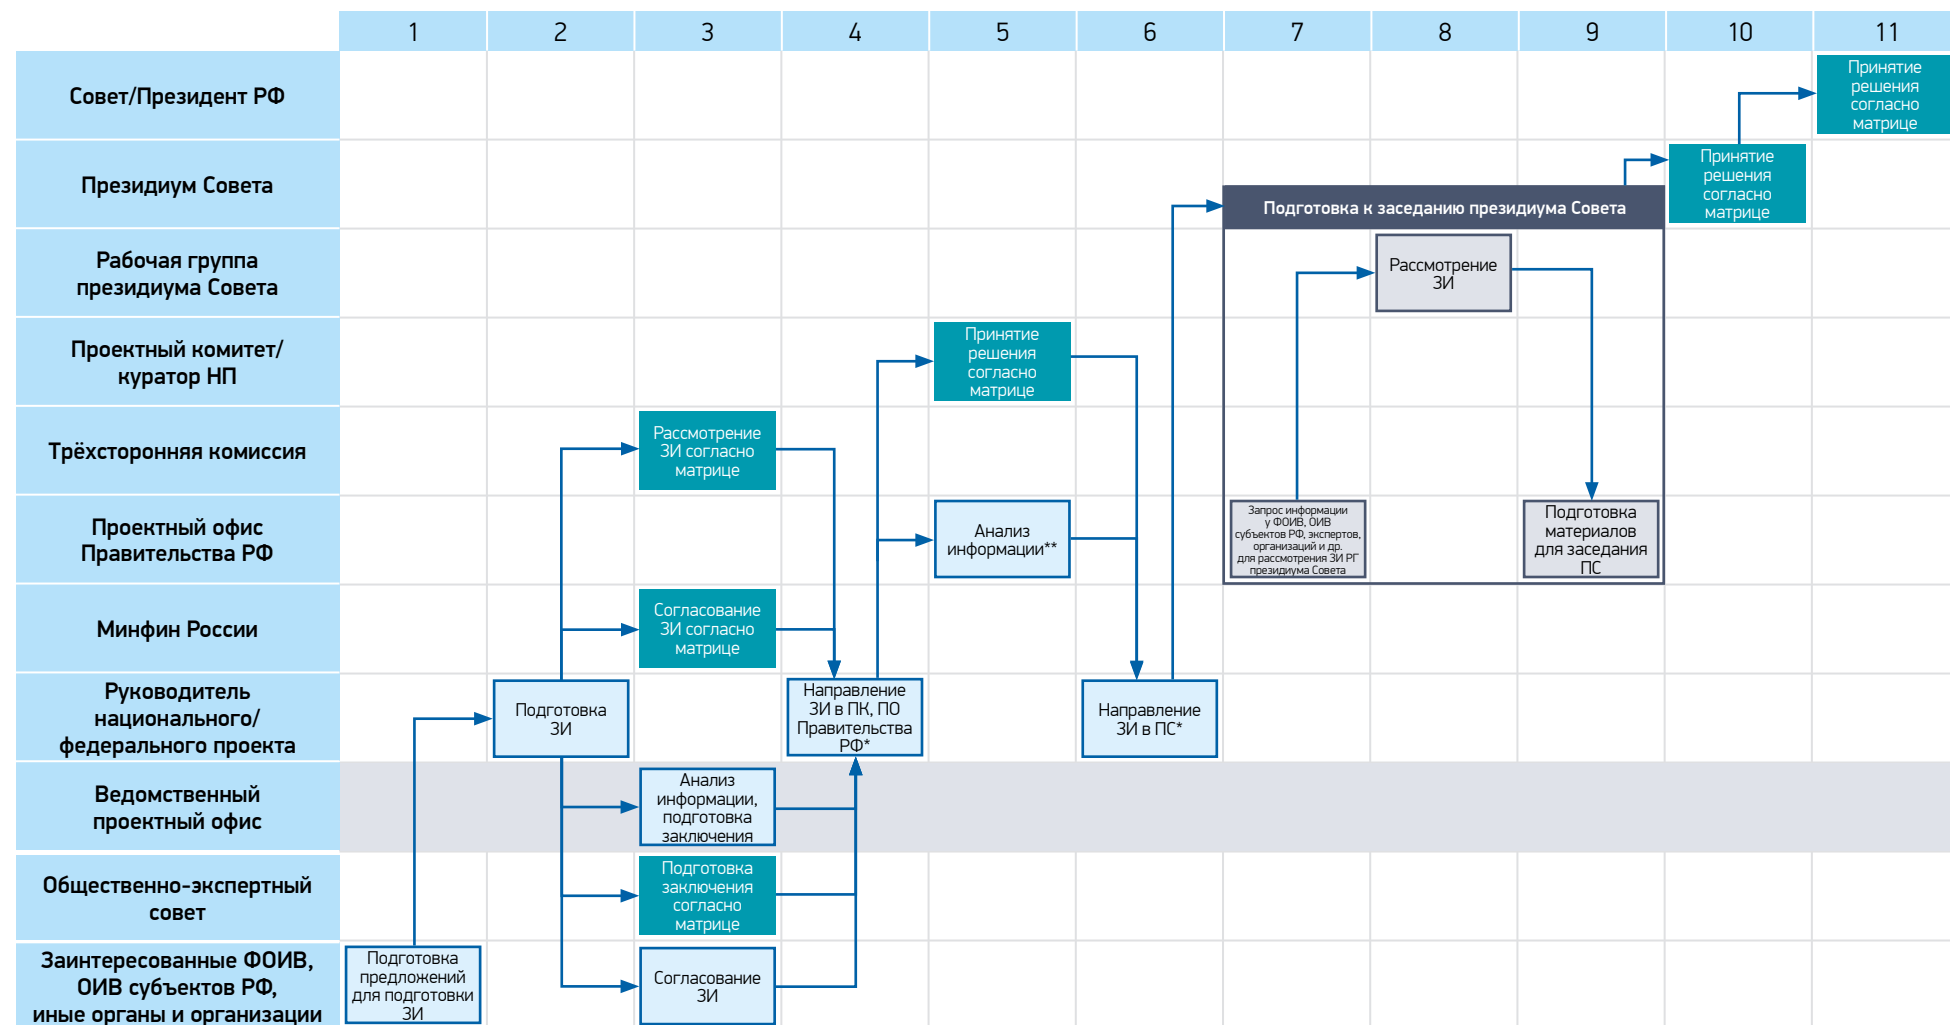 1 2 3 4 5 6 7 8 9 10 11
Совет/Президент РФ
Принятие
решения
согласно
матрице
Президиум Совета
Подготовка к заседанию президиума Совета
Принятие
решения
согласно
матрице
Рабочая группа
президиума Совета
Рассмотрение
ЗИ
Проектный комитет/
куратор НП
Принятие
решения
согласно
матрице
Трёхсторонняя комиссия
Рассмотрение
ЗИ согласно
матрице
Проектный офис
Правительства РФ
Анализ
информации**
Запрос информации
у ФОИВ, ОИВ
субъектов РФ, экспертов,
организаций и др.
для рассмотрения ЗИ РГ
президиума Совета
Подготовка
материалов
для заседания
ПС
Минфин России
Согласование
ЗИ согласно
матрице
Руководитель
национального/
федерального проекта
Подготовка
ЗИ
Направление
ЗИ в ПК, ПО
Правительства
РФ*
Направление
ЗИ в ПС*
Ведомственный
проектный офис
Анализ
информации,
подготовка
заключения
Общественно-экспертный
совет
Подготовка
заключения
согласно
матрице
Заинтересованные ФОИВ,
ОИВ субъектов РФ,
иные органы и организации
Подготовка
предложений
для подготовки
ЗИ
Согласование
ЗИ